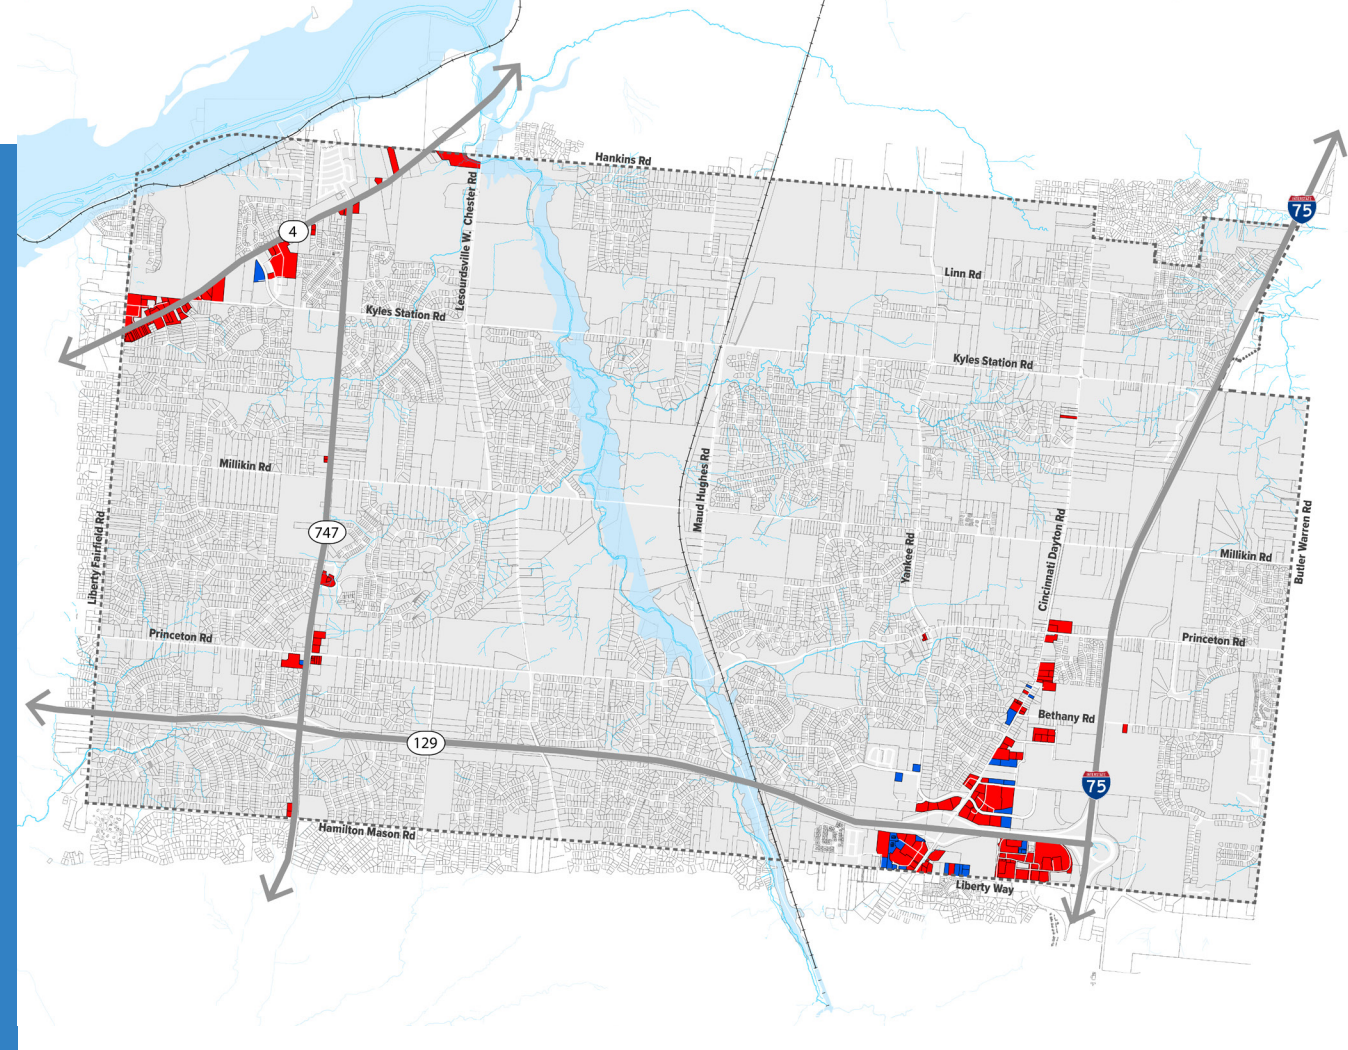 Hankins Rd
75
Lesourdsville W. Chester Rd
4
Linn Rd
Kyles Station Rd
Kyles Station Rd
Millikin Rd
Maud Hughes Rd
747
Liberty Fairfield Rd
Yankee Rd
Cincinnati Dayton Rd
Butler Warren Rd
Millikin Rd
Princeton Rd
Princeton Rd
Bethany Rd
129
75
Hamilton Mason Rd
Liberty Way